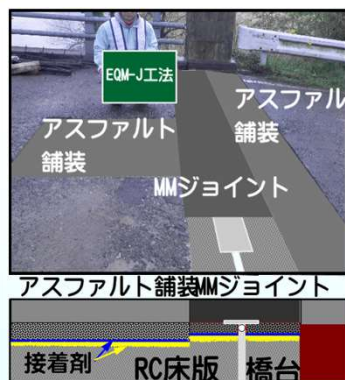 EQM-J工法
アスファルト
舗装
アスファル
舗装
MMジョイント
アスファルト舗装MMジョイント
接着剤
RC床版
橋台